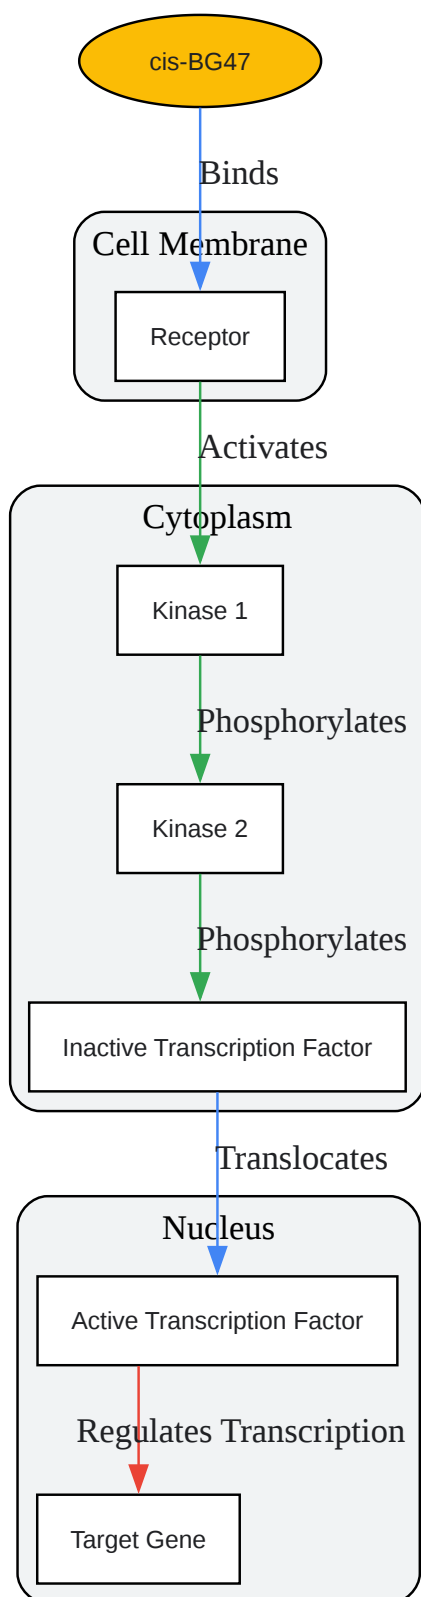 cis-BG47
Binds
Cell Membrane
Receptor
Activates
Cytoplasm
Kinase 1
Phosphorylates
Kinase 2
Phosphorylates
Inactive Transcription Factor
Translocates
Nucleus
Active Transcription Factor
Regulates Transcription
Target Gene